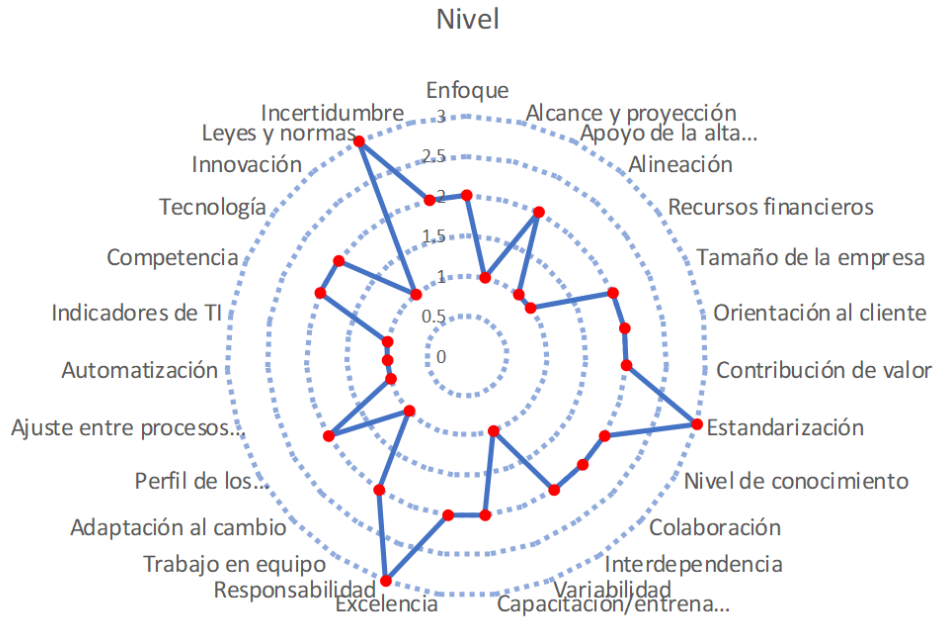 Nivel
Enfoque
Alcance y proyección
Apoyo de la alta...
Alineación
Recursos financieros
Tamaño de la empresa
Orientación al cliente
Contribución de valor
Estandarización
Nivel de conocimiento
Colaboración
Interdependencia
Variabilidad
Capacitación/entrena...
Excelencia
Responsabilidad
Trabajo en equipo
Adaptación al cambio
Perfil de los...
Ajuste entre procesos...
Automatización
Indicadores de TI
Competencia
Tecnología
Innovación
Leyes y normas
Incertidumbre
3
2.5
2
1.5
1
0.5
0